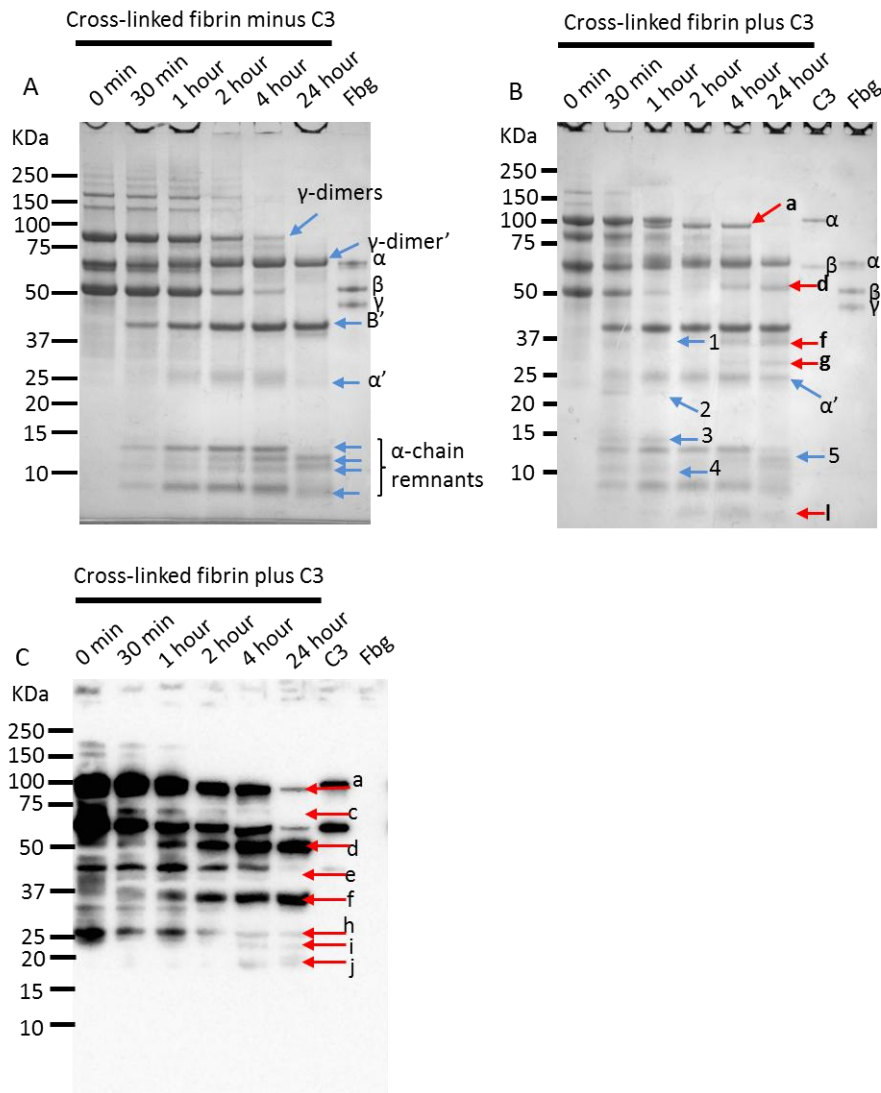 Cross-linked fibrin minus C3
A
0 min
30 min
1 hour
2 hour
4 hour
24 hour
Fbg
KDa
250
150
100
75
50
37
25
20
15
10
γ-dimers
γ-dimer’
α
β
γ
B’
α’
α-chain
remnants
Cross-linked fibrin plus C3
B
0 min
30 min
1 hour
2 hour
4 hour
24 hour
C3
Fbg
KDa
250
150
100
75
50
37
25
20
15
10
a
α
β
α
d
β
γ
1
f
g
α’
2
3
5
4
l
Cross-linked fibrin plus C3
C
0 min
30 min
1 hour
2 hour
4 hour
24 hour
C3
Fbg
KDa
250
150
100
75
50
37
25
20
15
10
a
c
d
e
f
h
i
j